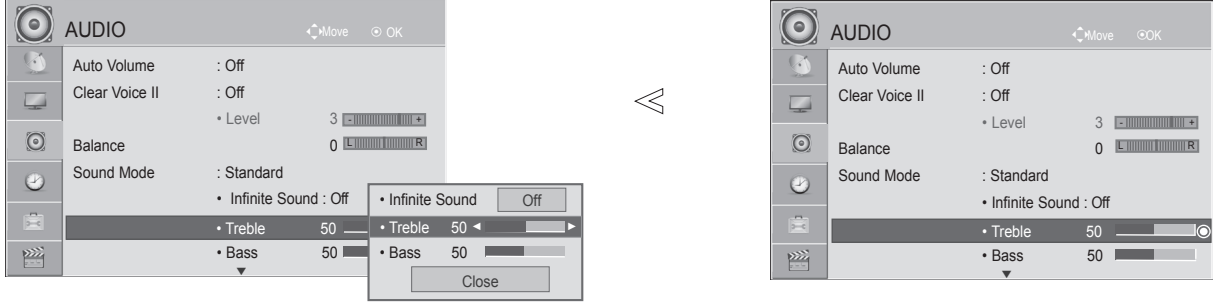 AUDIO
Move
OK
Auto Volume : Off
Clear Voice II : Off
• Level 3 - +
Balance 0 L R
Sound Mode : Standard
• Infinite Sound : Off
• Treble 50
• Bass 50
• Infinite Sound Off
• Treble 50
• Bass 50
Close
AUDIO
Move
OK
Auto Volume : Off
Clear Voice II : Off
• Level 3 - +
Balance 0 L R
Sound Mode : Standard
• Infinite Sound : Off
• Treble 50
• Bass 50